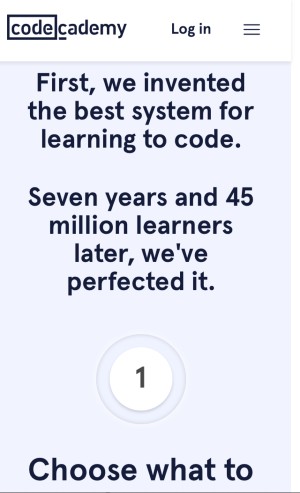 codecademy
Log in
First, we invented
the best system for
learning to code.
Seven years and 45
million learners
later, we've
perfected it.
1
Choose what to